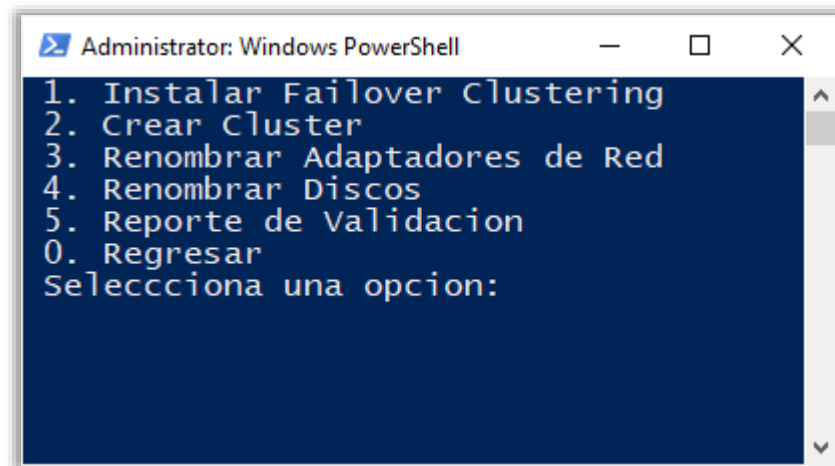 Administrator: Windows PowerShell
1. Instalar Failover Clustering
2. Crear Cluster
3. Renombrar Adaptadores de Red
4. Renombrar Discos
5. Reporte de Validacion
0. Regresar
Seleccciona una opcion: